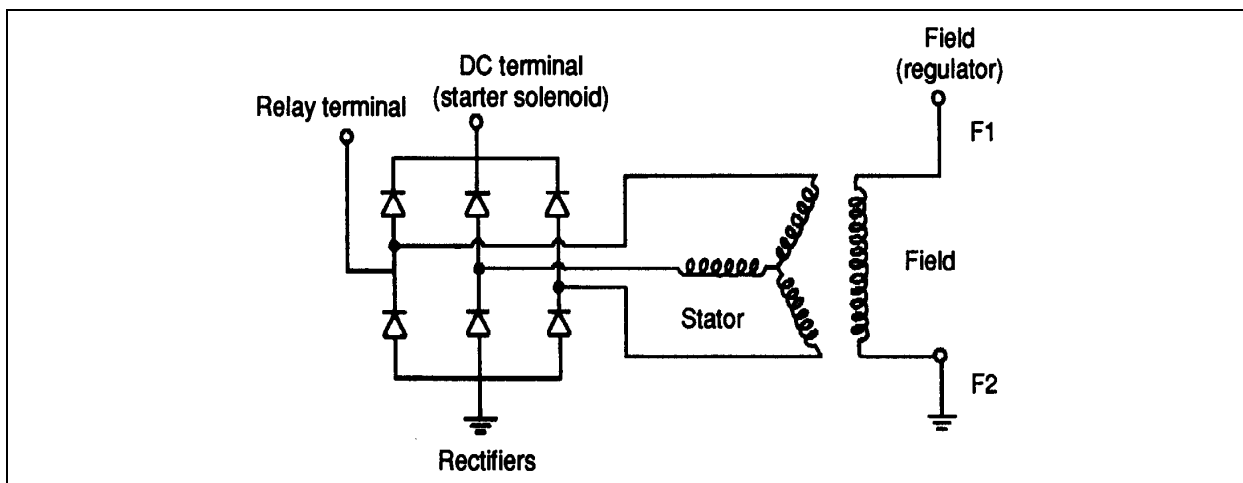 Field
(regulator)
DC terminal
(starter solenoid)
Relay terminal
F1
Field
Stator
F2
Rectifiers